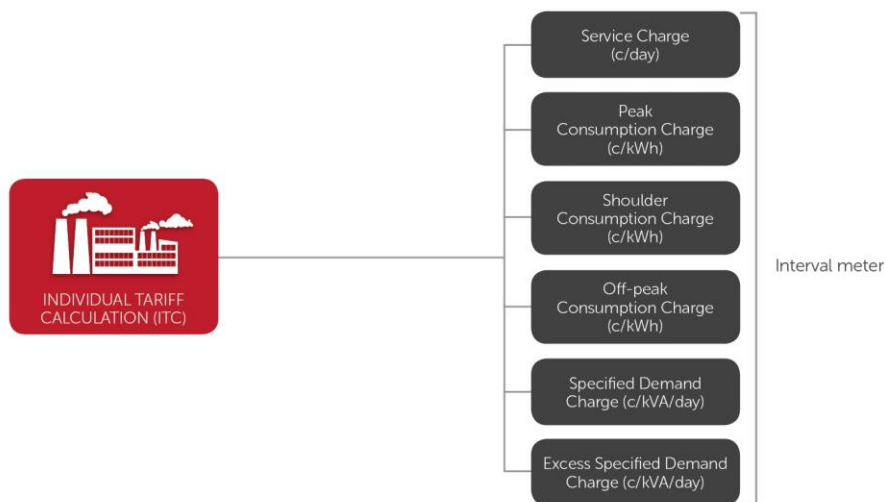 INDIVIDUAL TARIFF
CALCULATION (ITC)
Service Charge
(c/day)
Peak
Consumption Charge
(c/kWh)
Shoulder
Consumption Charge
(c/kWh)
Off-peak
Consumption Charge
(c/kWh)
Specified Demand
Charge (c/kVA/day)
Excess Specified Demand
Charge (c/kVA/day)
Interval meter